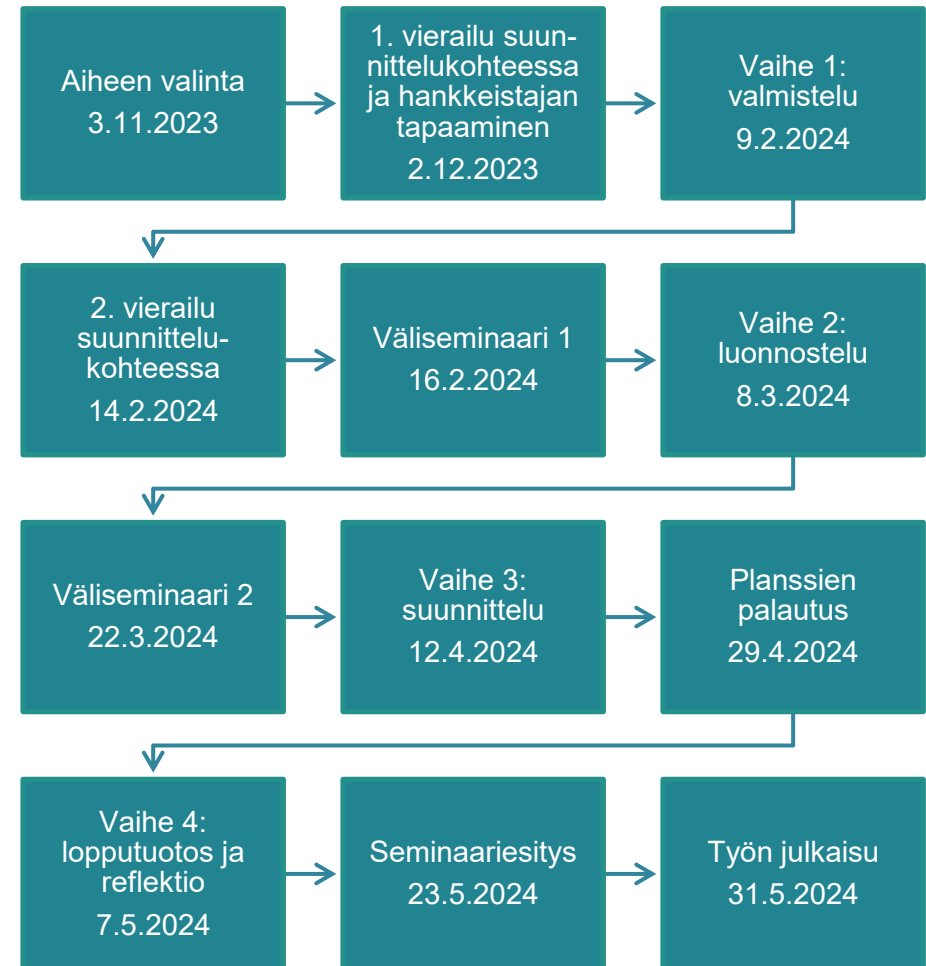 Aiheen valinta
3.11.2023
1. vierailu suun-
nittelukohteessa
ja hankkeistajan
tapaaminen
2.12.2023
Vaihe 1:
valmistelu
9.2.2024
2. vierailu
suunnittelu-
kohteessa
14.2.2024
Väliseminaari 1
16.2.2024
Vaihe 2:
luonnostelu
8.3.2024
Väliseminaari 2
22.3.2024
Vaihe 3:
suunnittelu
12.4.2024
Planssien
palautus
29.4.2024
Vaihe 4:
lopputuotos ja
reflektio
7.5.2024
Seminaariesitys
23.5.2024
Työn julkaisu
31.5.2024